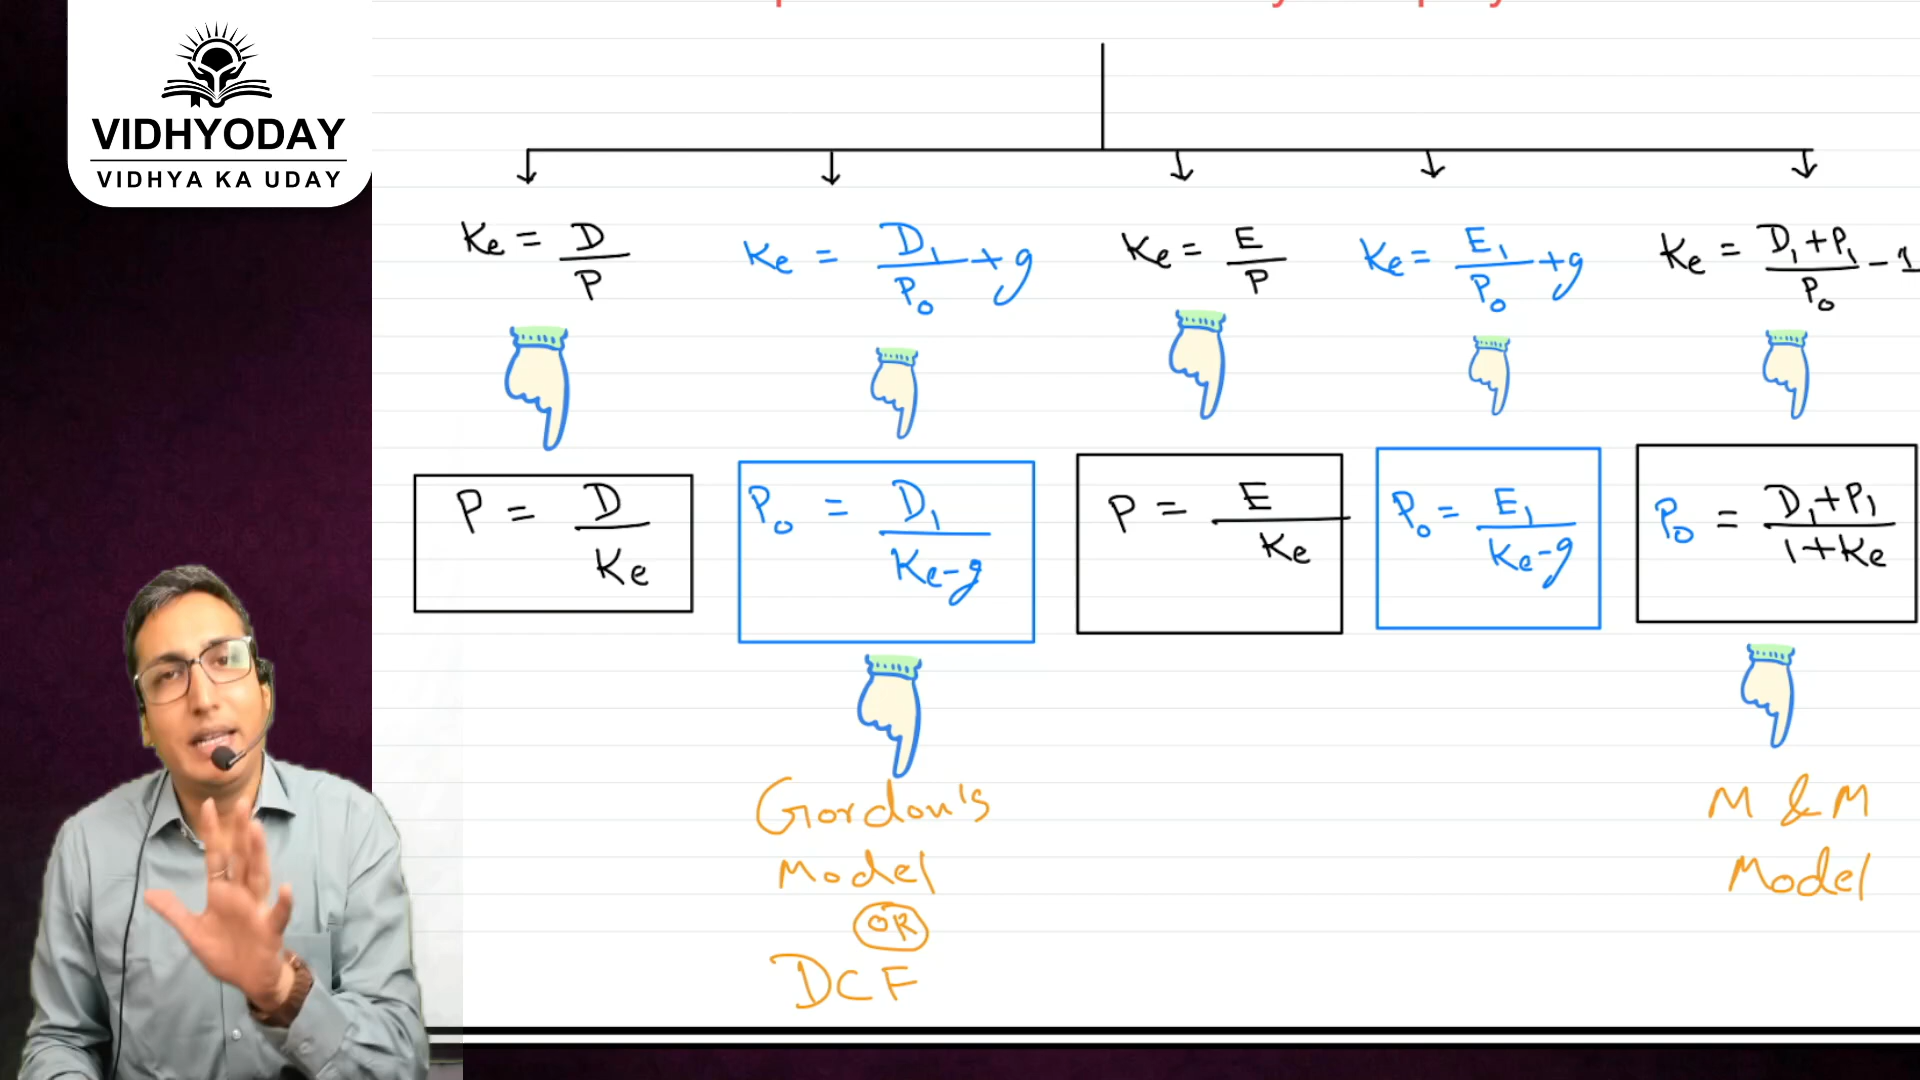 VIDHYODAY
VIDHYA KA UDAY
Ke = D/P
Ke = D₁/P₀ + g
Ke = E/P
Ke = E₁/P₀ + g
Ke = D₁+P₁/P₀ - 1
P = D/Ke
P₀ = D₁/Ke-g
P = E/Ke
P₀ = E₁/Ke-g
P₀ = D₁+P₁/1+Ke
Gordon's
Model
OR
DCF
M & M
Model